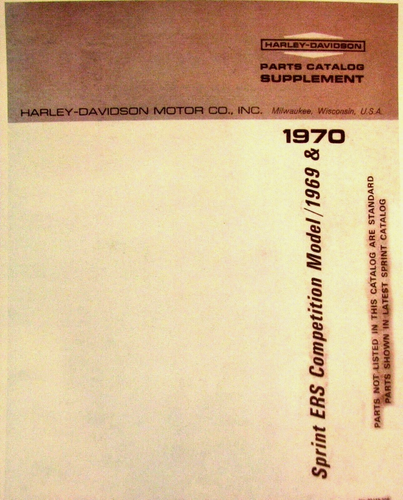 HARLEY-DAVIDSON
PARTS CATALOG
SUPPLEMENT
HARLEY-DAVIDSON MOTOR CO., INC. Milwaukee, Wisconsin, U.S.A.
1970
Sprint ERS Competition Model/1969 &
PARTS NOT LISTED IN THIS CATALOG ARE STANDARD
PARTS SHOWN IN LATEST SPRINT CATALOG